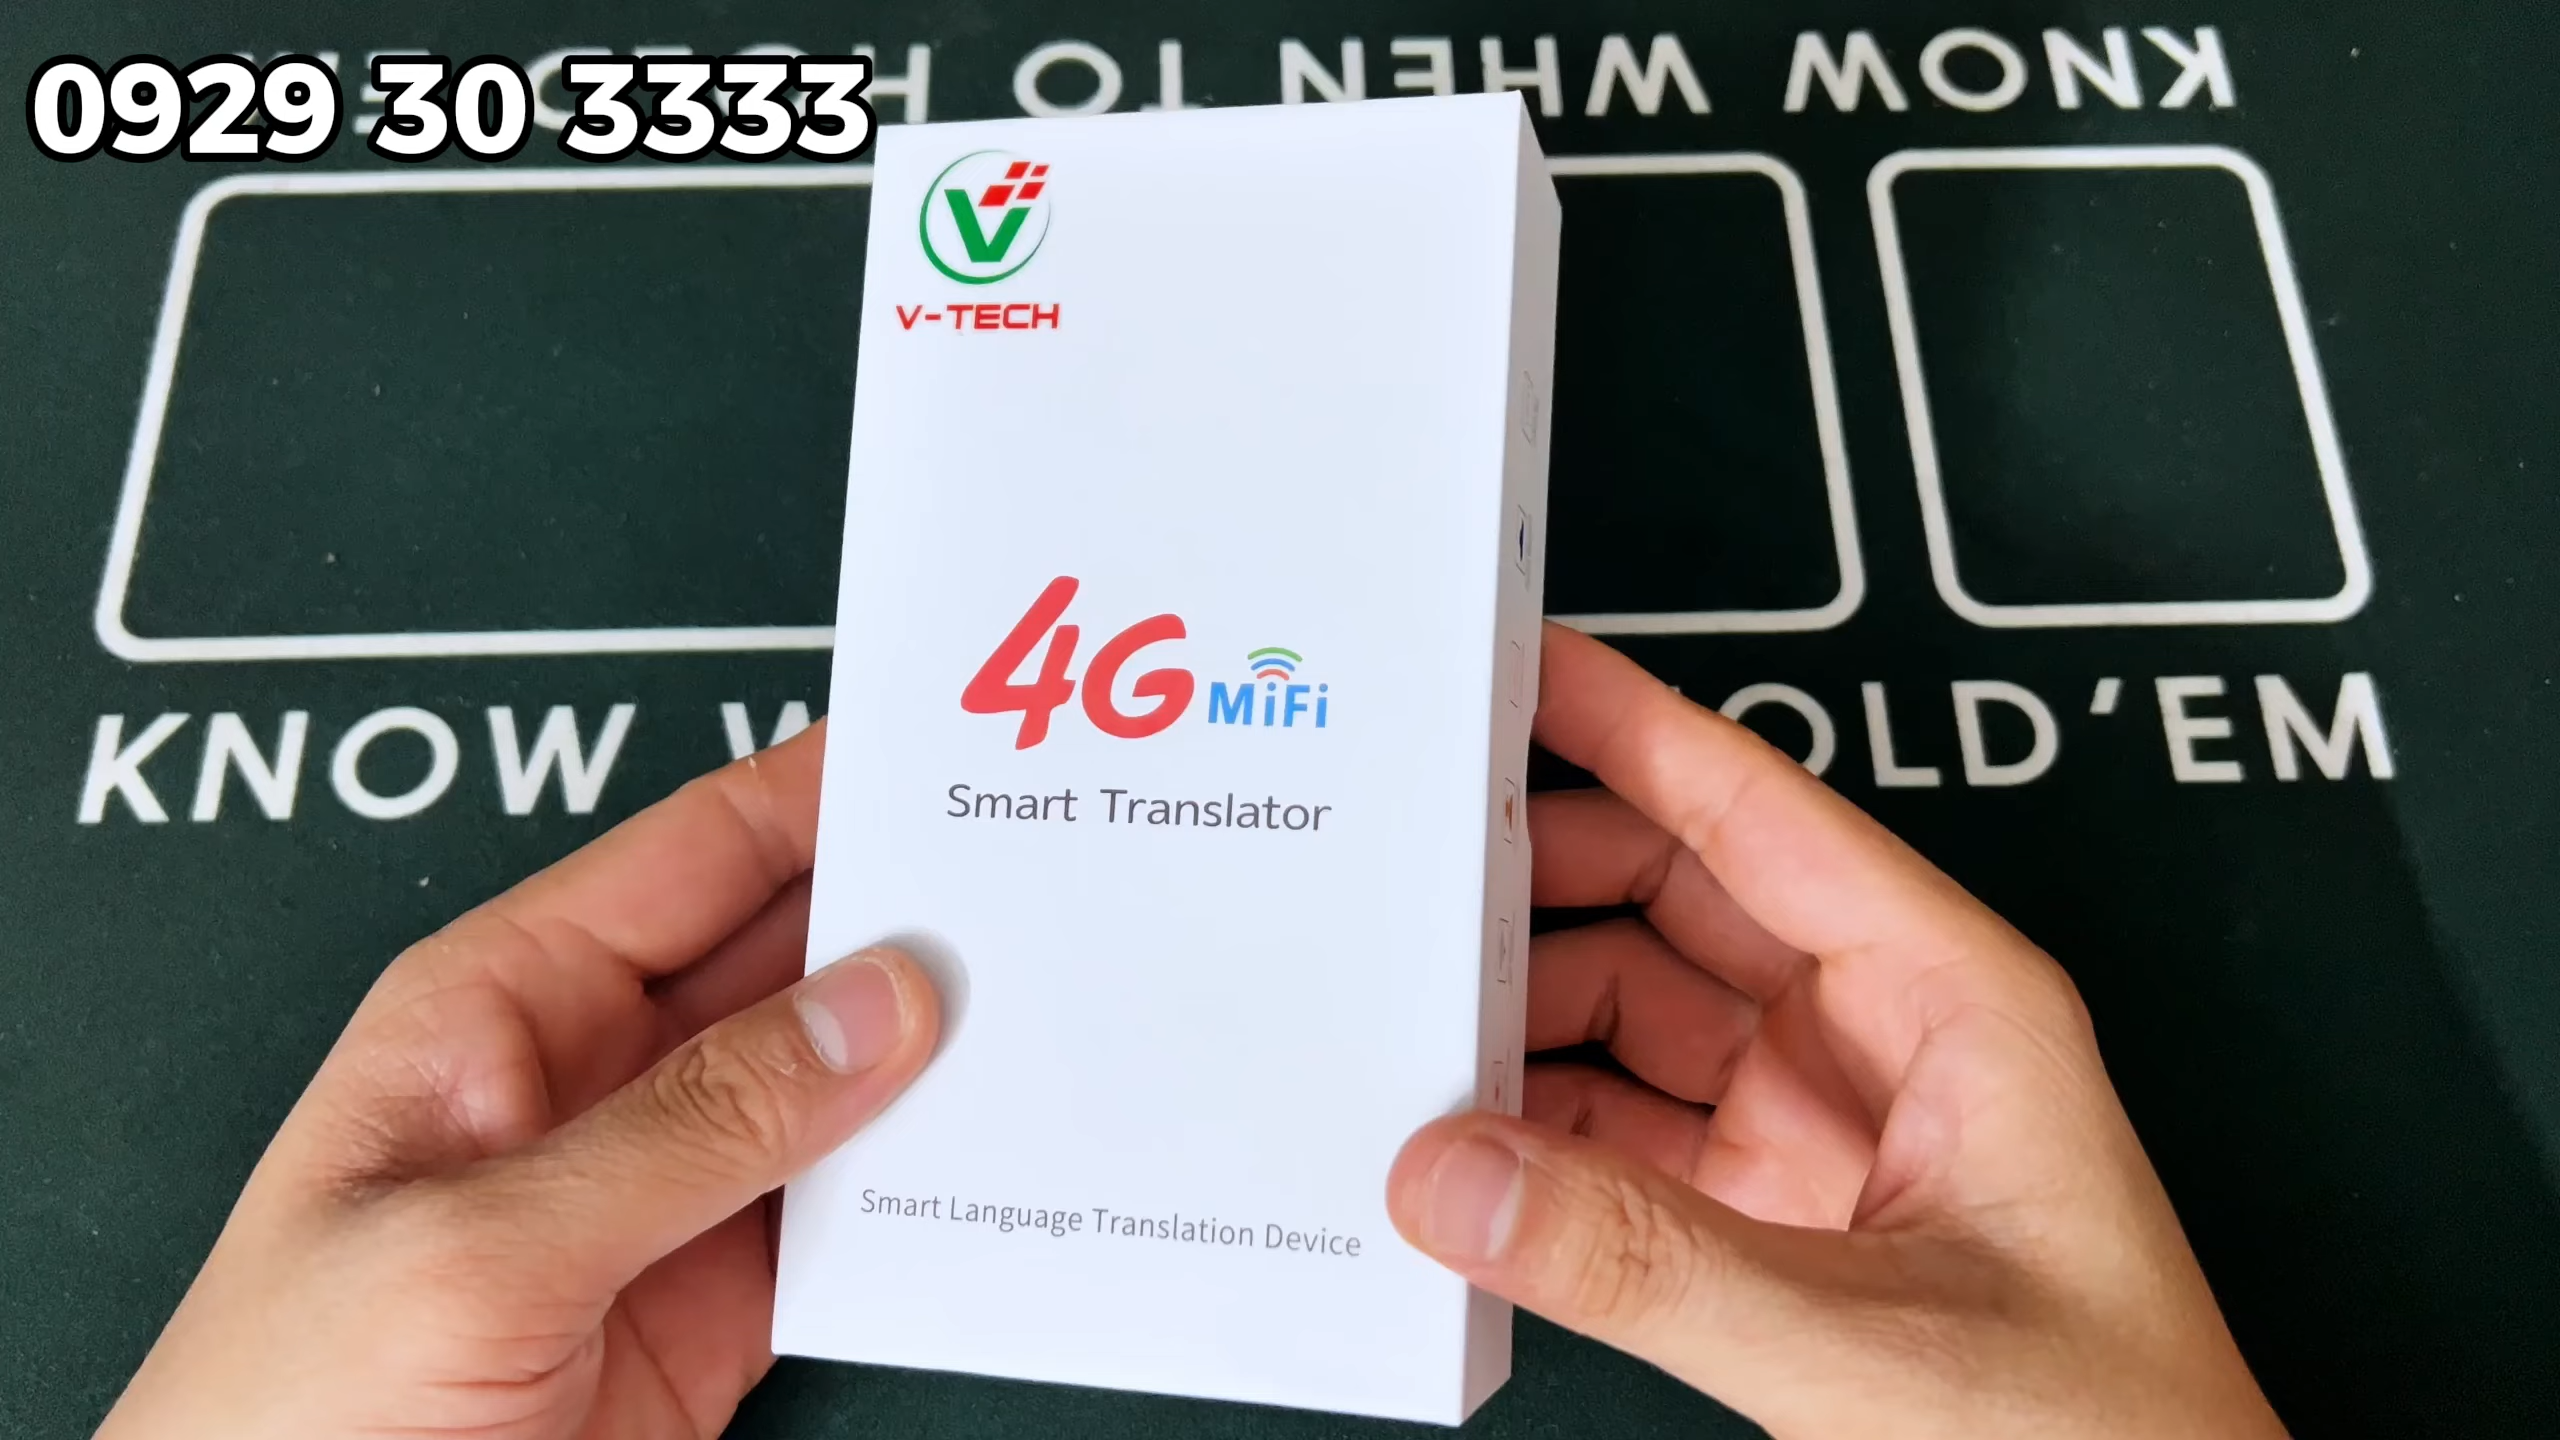 0929 30 3333
KNOW WHEN TO HOLD'EM
V-TECH
4G MiFi
Smart Translator
KNOW W OLD'EM
Smart Language Translation Device